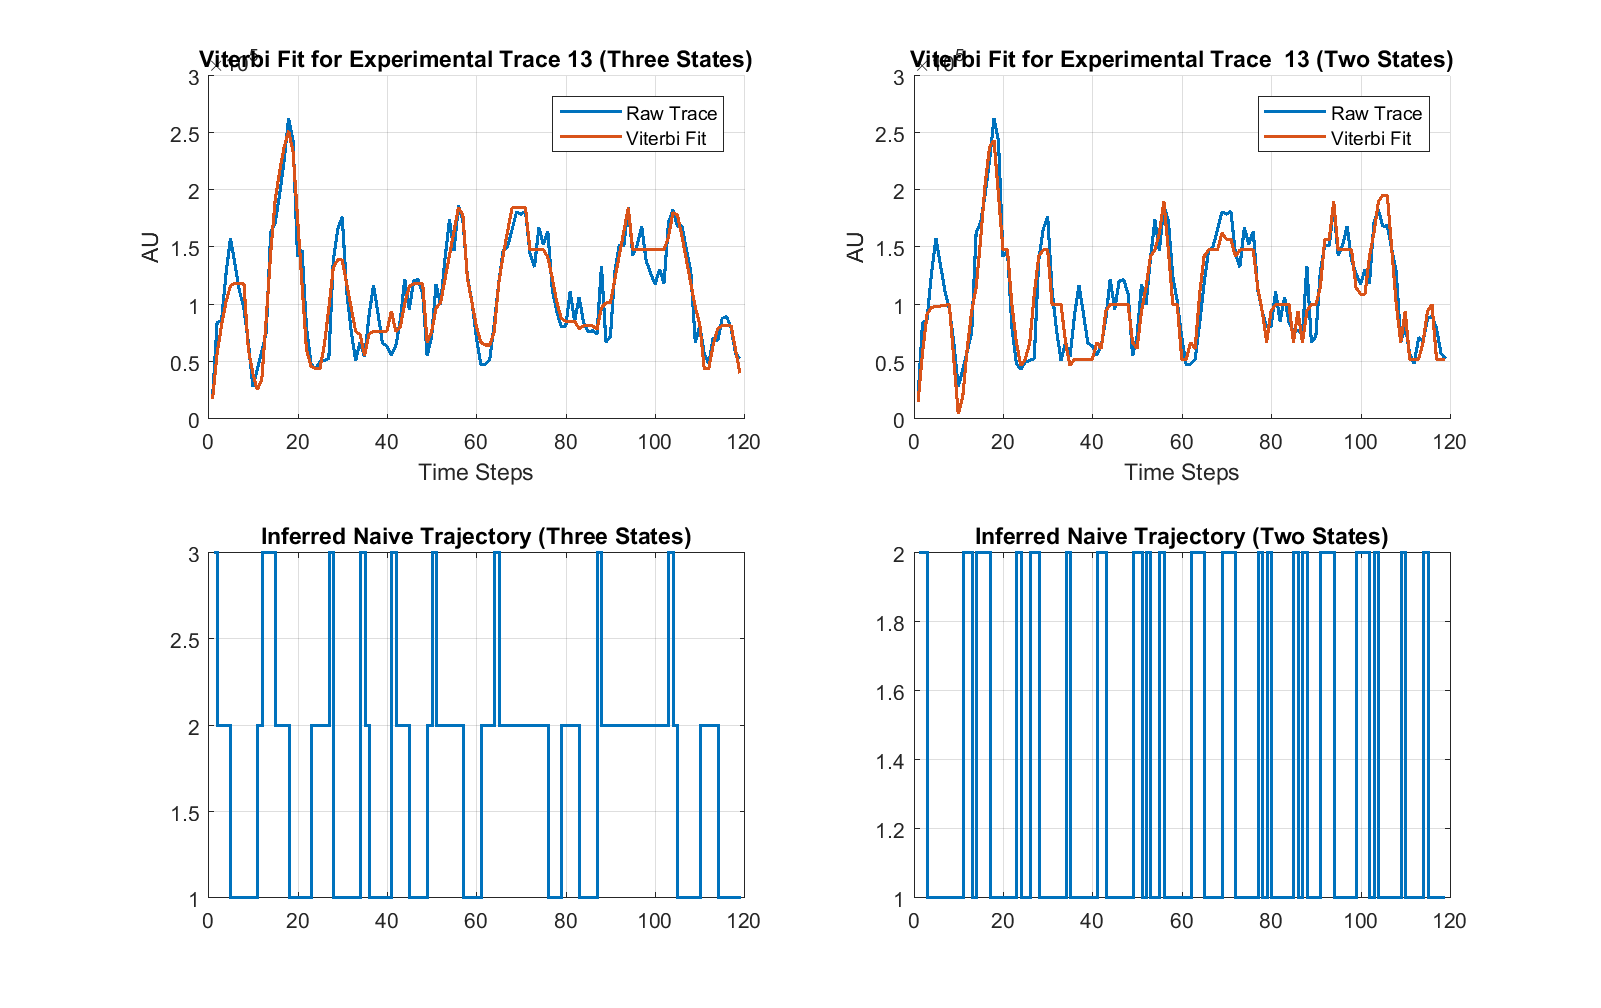 Viterbi Fit for Experimental Trace 13 (Three States)
×10^5
3
2.5
2
1.5
1
0.5
0
AU
Raw Trace
Viterbi Fit
0 20 40 60 80 100 120
Time Steps
Viterbi Fit for Experimental Trace  13 (Two States)
×10^5
3
2.5
2
1.5
1
0.5
0
AU
Raw Trace
Viterbi Fit
0 20 40 60 80 100 120
Time Steps
Inferred Naive Trajectory (Three States)
3
2.5
2
1.5
1
0 20 40 60 80 100 120
Inferred Naive Trajectory (Two States)
2
1.8
1.6
1.4
1.2
1
0 20 40 60 80 100 120